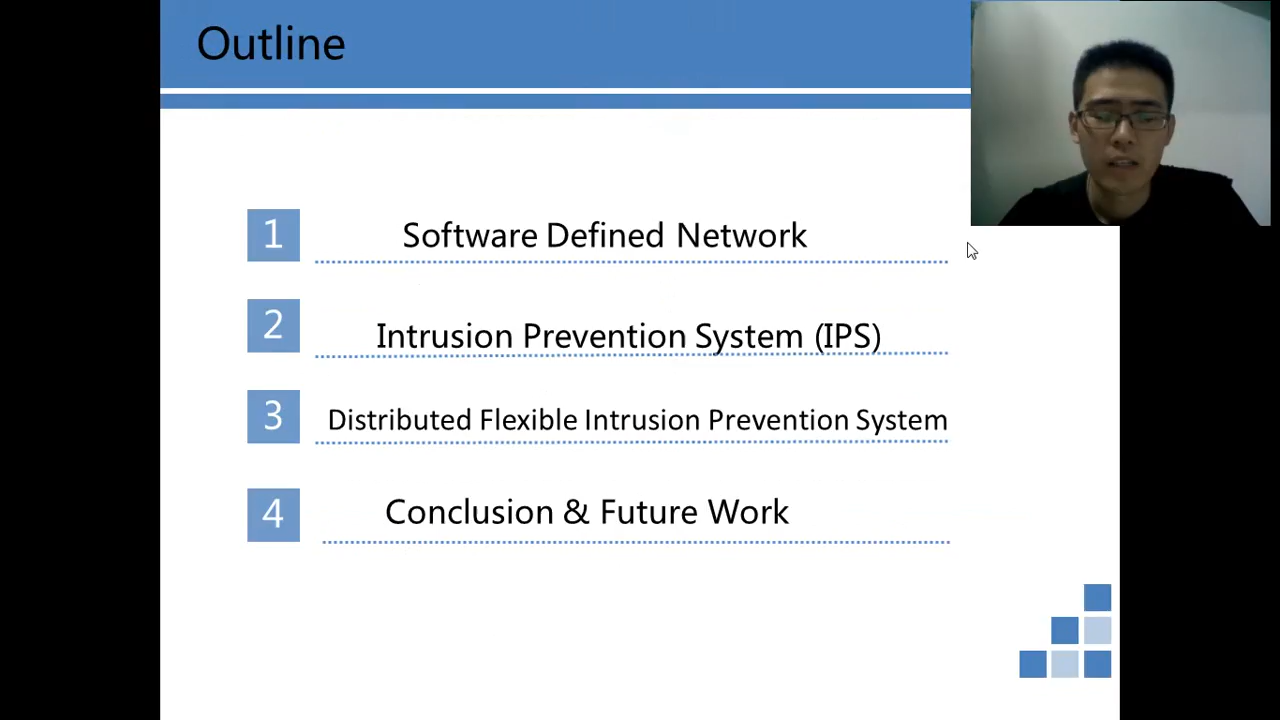 Outline
1 Software Defined Network
2 Intrusion Prevention System (IPS)
3 Distributed Flexible Intrusion Prevention System
4 Conclusion & Future Work